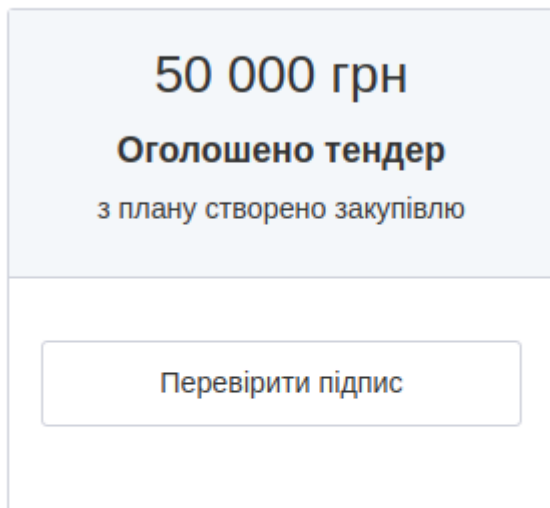 50 000 грн
Оголошено тендер
з плану створено закупівлю
Перевірити підпис